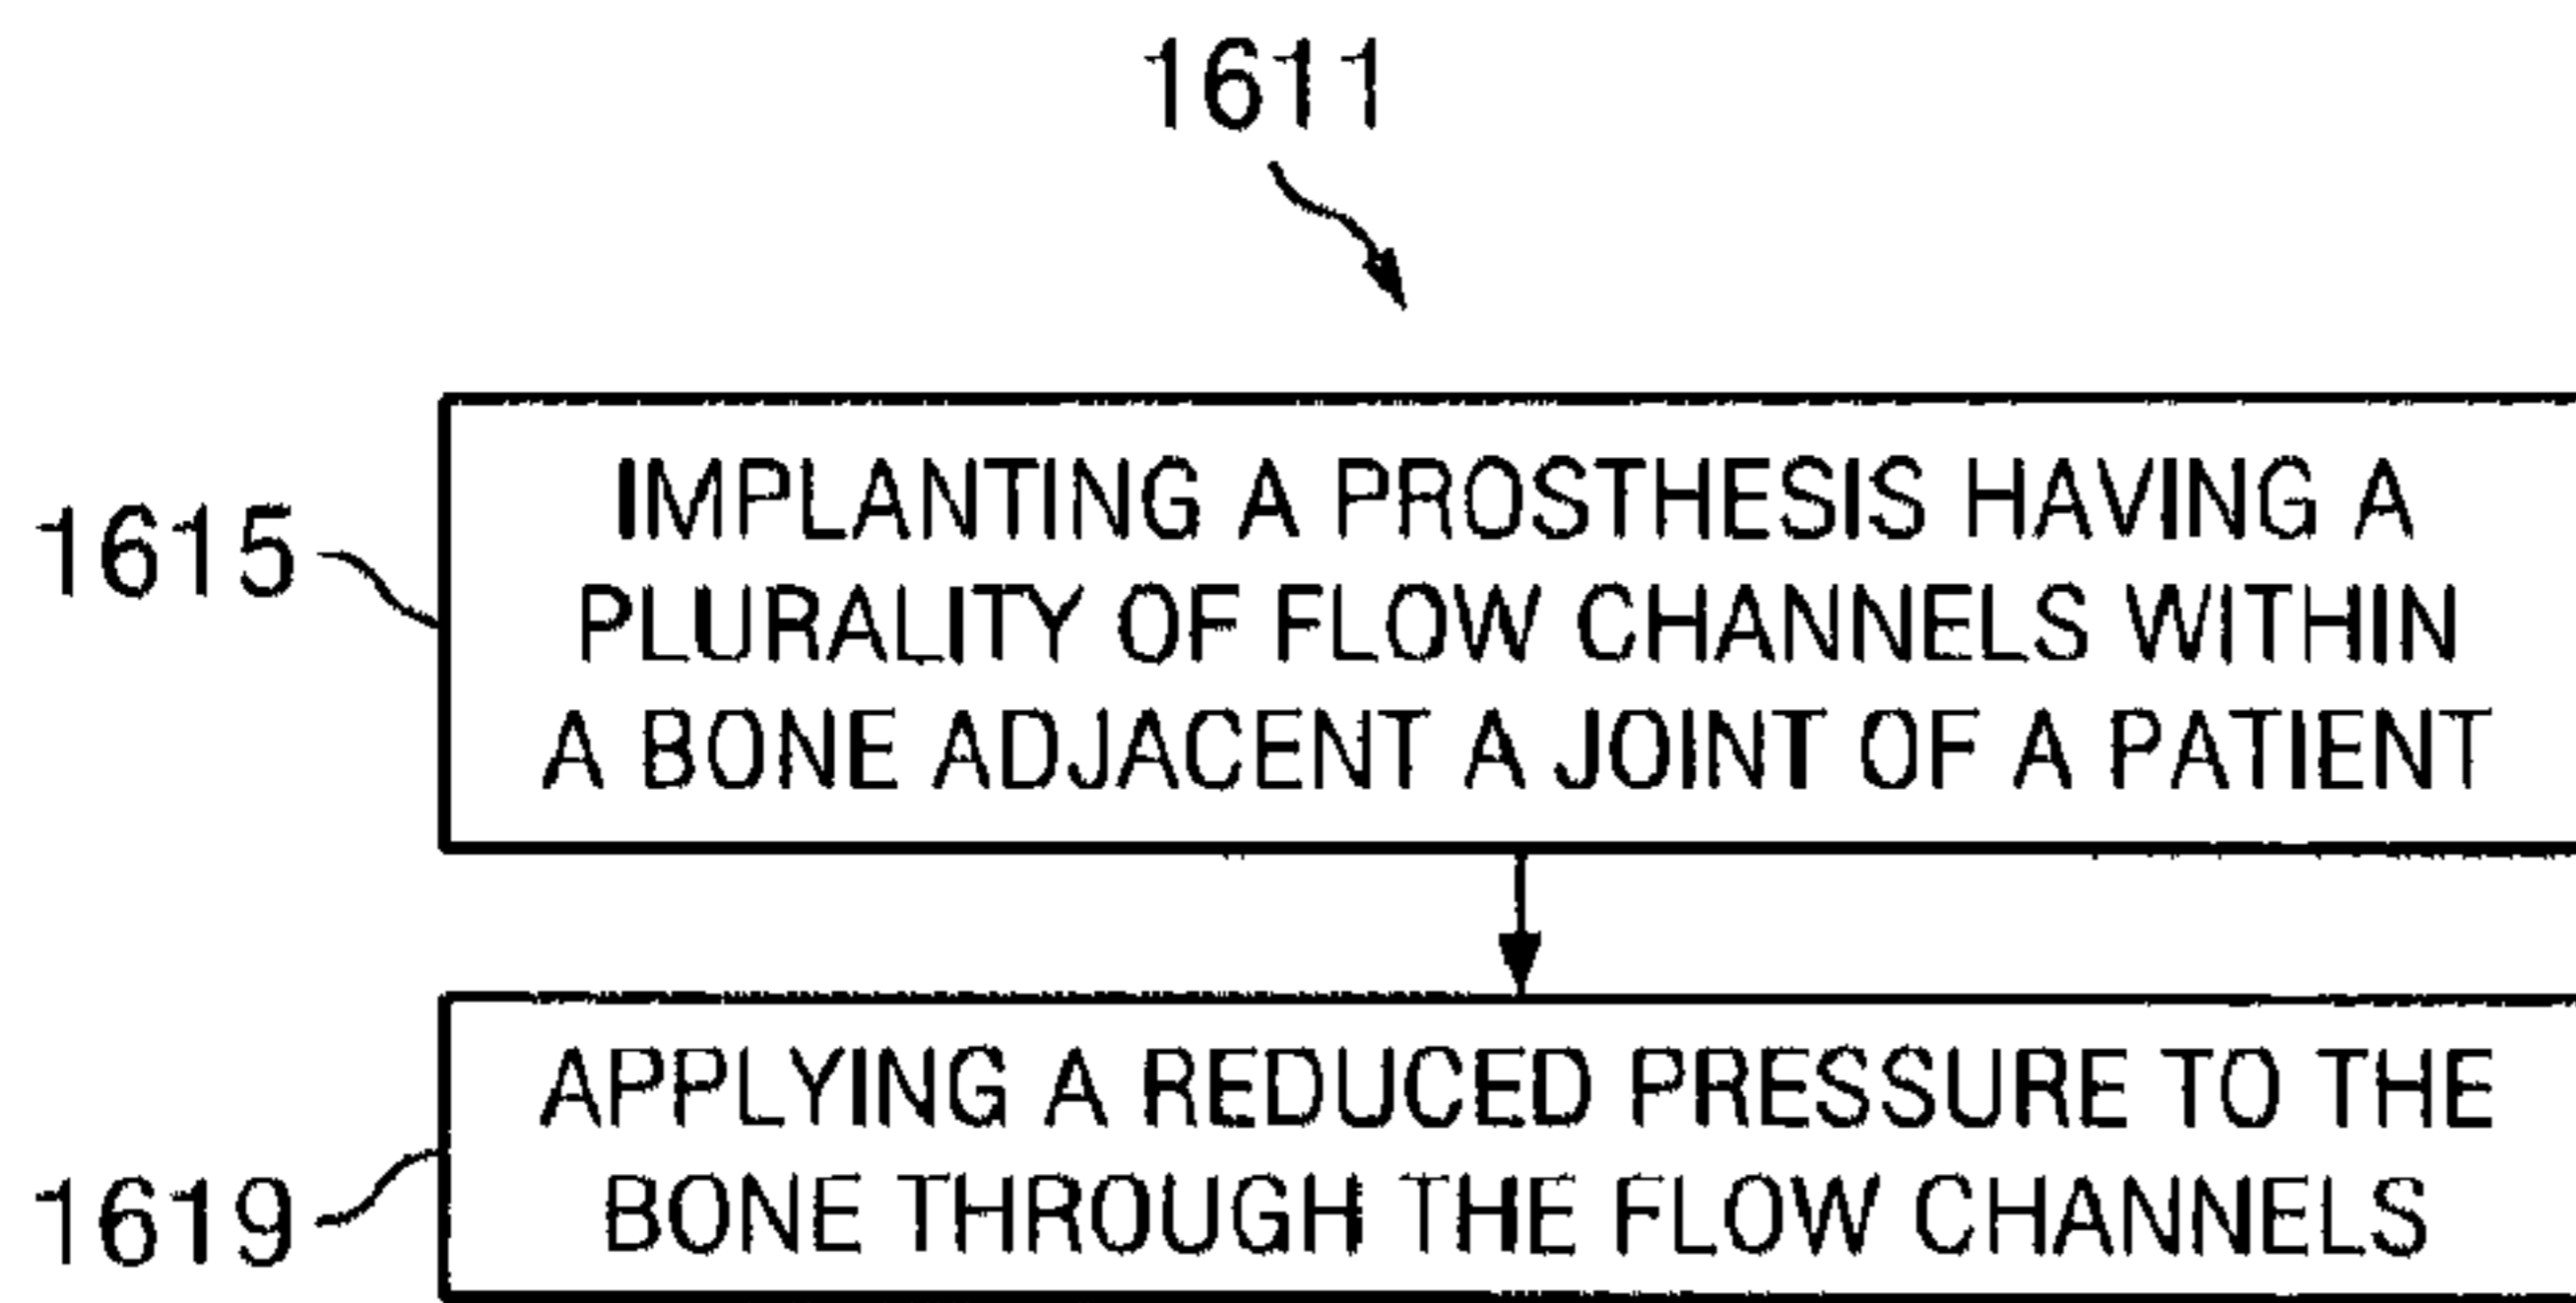 1611
1615
IMPLANTING A PROSTHESIS HAVING A
PLURALITY OF FLOW CHANNELS WITHIN
A BONE ADJACENT A JOINT OF A PATIENT
1619
APPLYING A REDUCED PRESSURE TO THE
BONE THROUGH THE FLOW CHANNELS